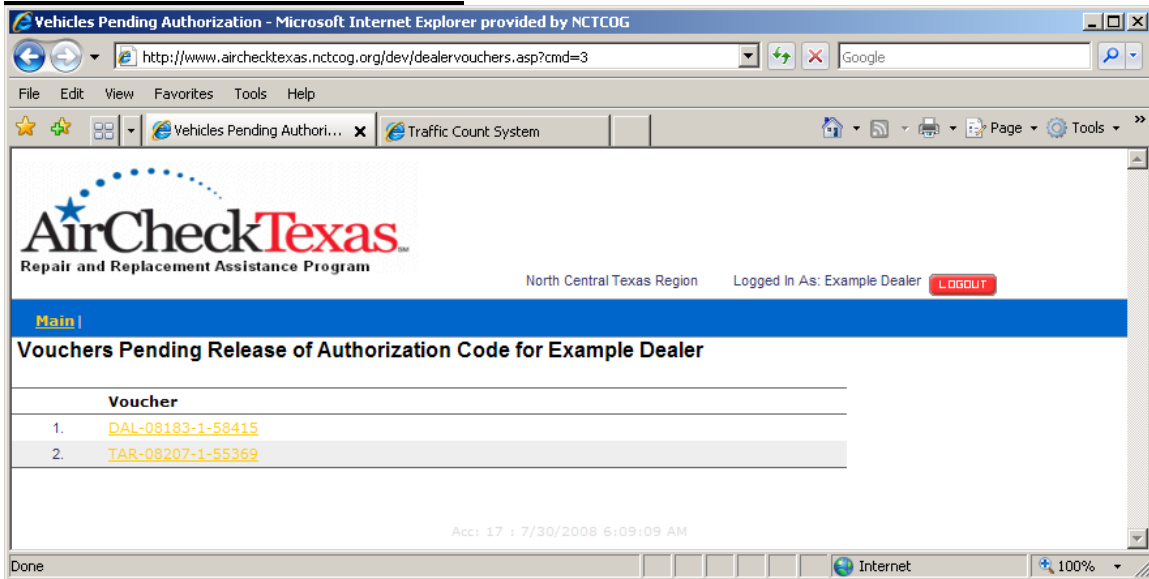 Vehicles Pending Authorization - Microsoft Internet Explorer provided by NCTCOG
http://www.airchecktexas.nctcog.org/dev/dealervouchers.asp?cmd=3 Google
File Edit View Favorites Tools Help
Vehicles Pending Authori... Traffic Count System Page Tools »
AirCheckTexas SM
Repair and Replacement Assistance Program
North Central Texas Region Logged In As: Example Dealer LOGOUT
Main |
Vouchers Pending Release of Authorization Code for Example Dealer
Voucher
1. DAL-08183-1-58415
2. TAR-08207-1-55369
Acc: 17 : 7/30/2008 6:09:09 AM
Done Internet 100%